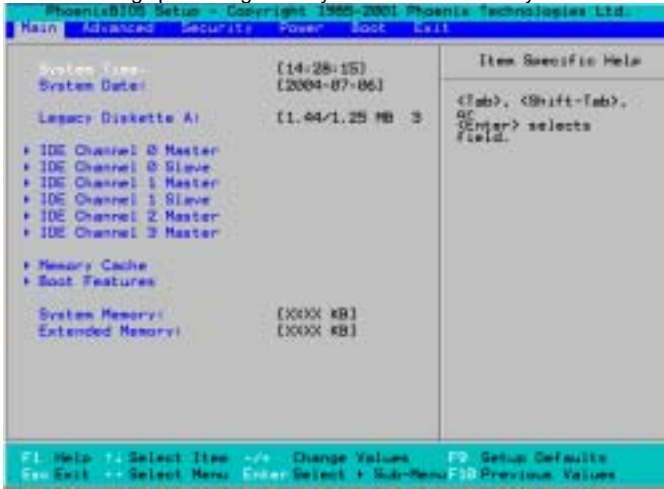 PhoenixBIOS Setup - Copyright 1985-2001 Phoenix Technologies Ltd.
Main Advanced Security Power Boot Exit
System Time: [14:28:15]
System Date: [2004-07-06]
Legacy Diskette A: [1.44/1.25 MB 3
IDE Channel 0 Master
IDE Channel 0 Slave
IDE Channel 1 Master
IDE Channel 1 Slave
IDE Channel 2 Master
IDE Channel 3 Master
Memory Cache
Boot Features
System Memory: [XXXX KB]
Extended Memory: [XXXX KB]
Item Specific Help
<Tab>, <Shift-Tab>,
or
<Enter> selects
field.
F1 Help ↑↓ Select Item -/+ Change Values F9 Setup Defaults
Esc Exit ↔ Select Menu Enter Select ▸ Sub-Menu F10 Previous Values